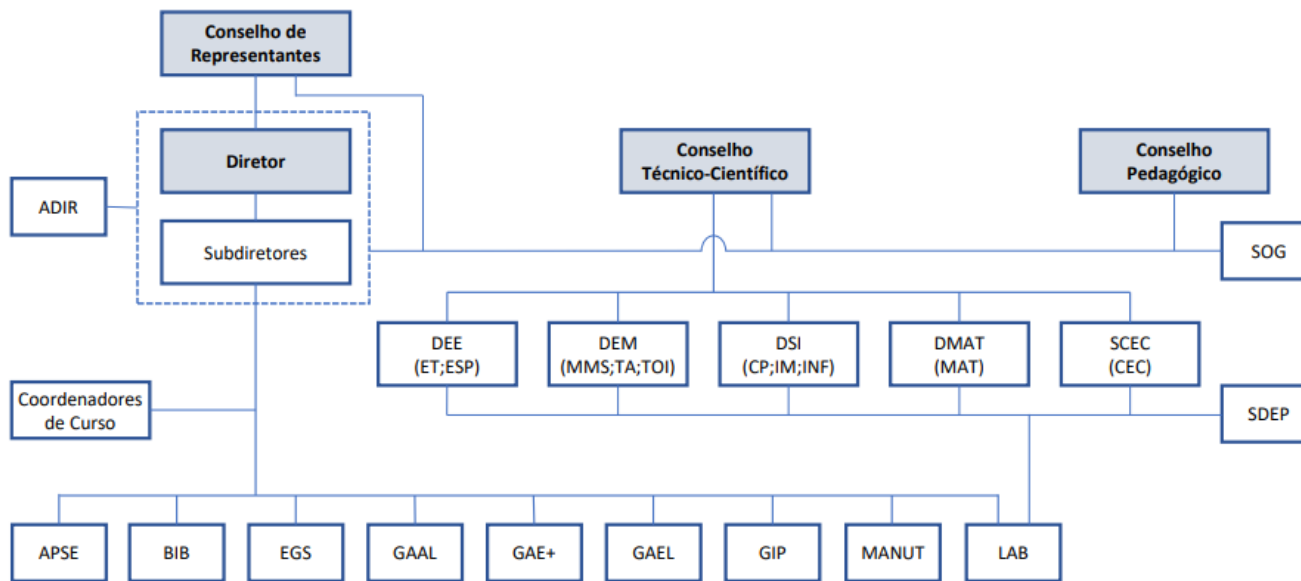 Conselho de
Representantes
Diretor
Conselho
Técnico-Científico
Conselho
Pedagógico
ADIR
Subdiretores
SOG
DEE
(ET;ESP)
DEM
(MMS;TA;TOI)
DSI
(CP;IM;INF)
DMAT
(MAT)
SCEC
(CEC)
Coordenadores
de Curso
SDEP
APSE
BIB
EGS
GAAL
GAE+
GAEL
GIP
MANUT
LAB